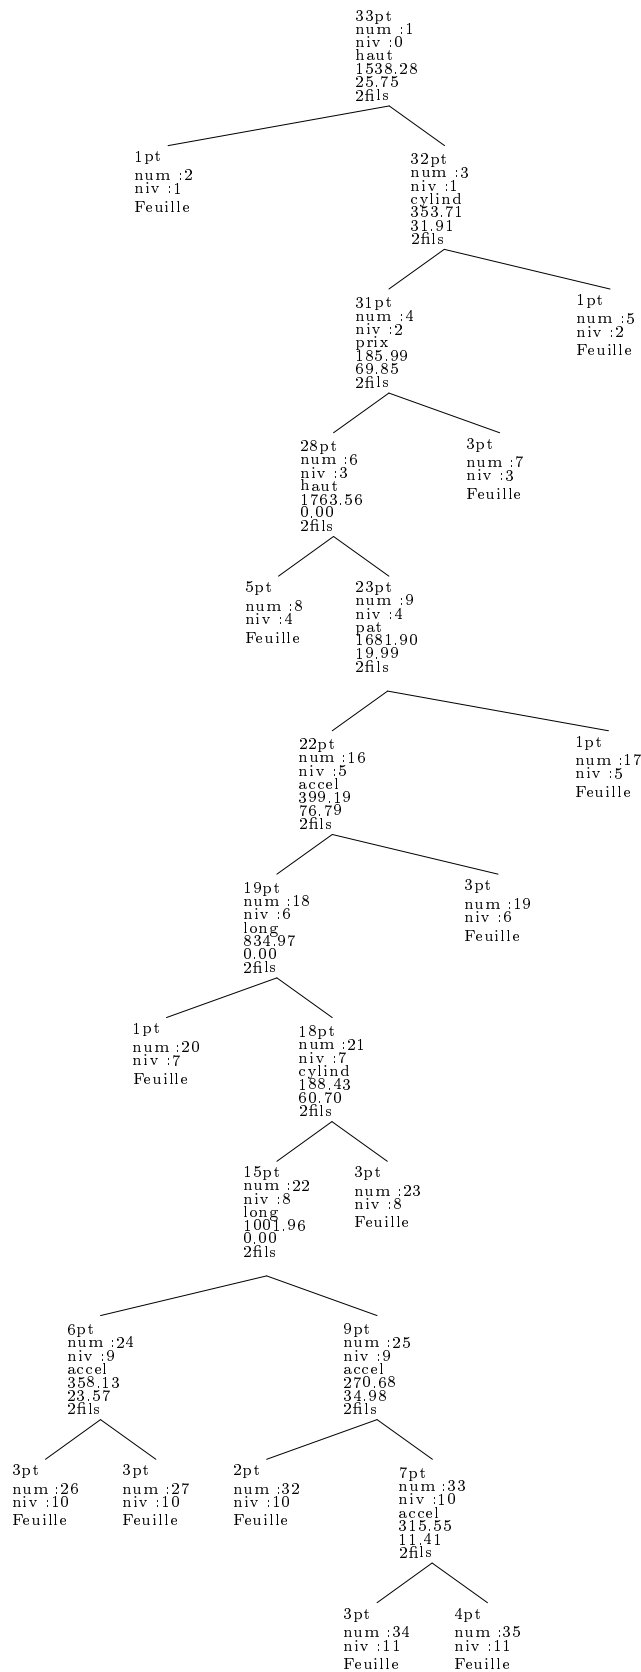 33pt
num :1
niv :0
haut
1538.28
25.75
2fils
1pt
num :2
niv :1
Feuille
32pt
num :3
niv :1
cylind
353.71
31.91
2fils
31pt
num :4
niv :2
prix
185.99
69.85
2fils
1pt
num :5
niv :2
Feuille
28pt
num :6
niv :3
haut
1763.56
0.00
2fils
3pt
num :7
niv :3
Feuille
5pt
num :8
niv :4
Feuille
23pt
num :9
niv :4
pat
1681.90
19.99
2fils
22pt
num :16
niv :5
accel
399.19
76.79
2fils
1pt
num :17
niv :5
Feuille
19pt
num :18
niv :6
long
834.97
0.00
2fils
3pt
num :19
niv :6
Feuille
1pt
num :20
niv :7
Feuille
18pt
num :21
niv :7
cylind
188.43
60.70
2fils
15pt
num :22
niv :8
long
1001.96
0.00
2fils
3pt
num :23
niv :8
Feuille
6pt
num :24
niv :9
accel
358.13
23.57
2fils
9pt
num :25
niv :9
accel
270.68
34.98
2fils
3pt
num :26
niv :10
Feuille
3pt
num :27
niv :10
Feuille
2pt
num :32
niv :10
Feuille
7pt
num :33
niv :10
accel
315.55
11.41
2fils
3pt
num :34
niv :11
Feuille
4pt
num :35
niv :11
Feuille